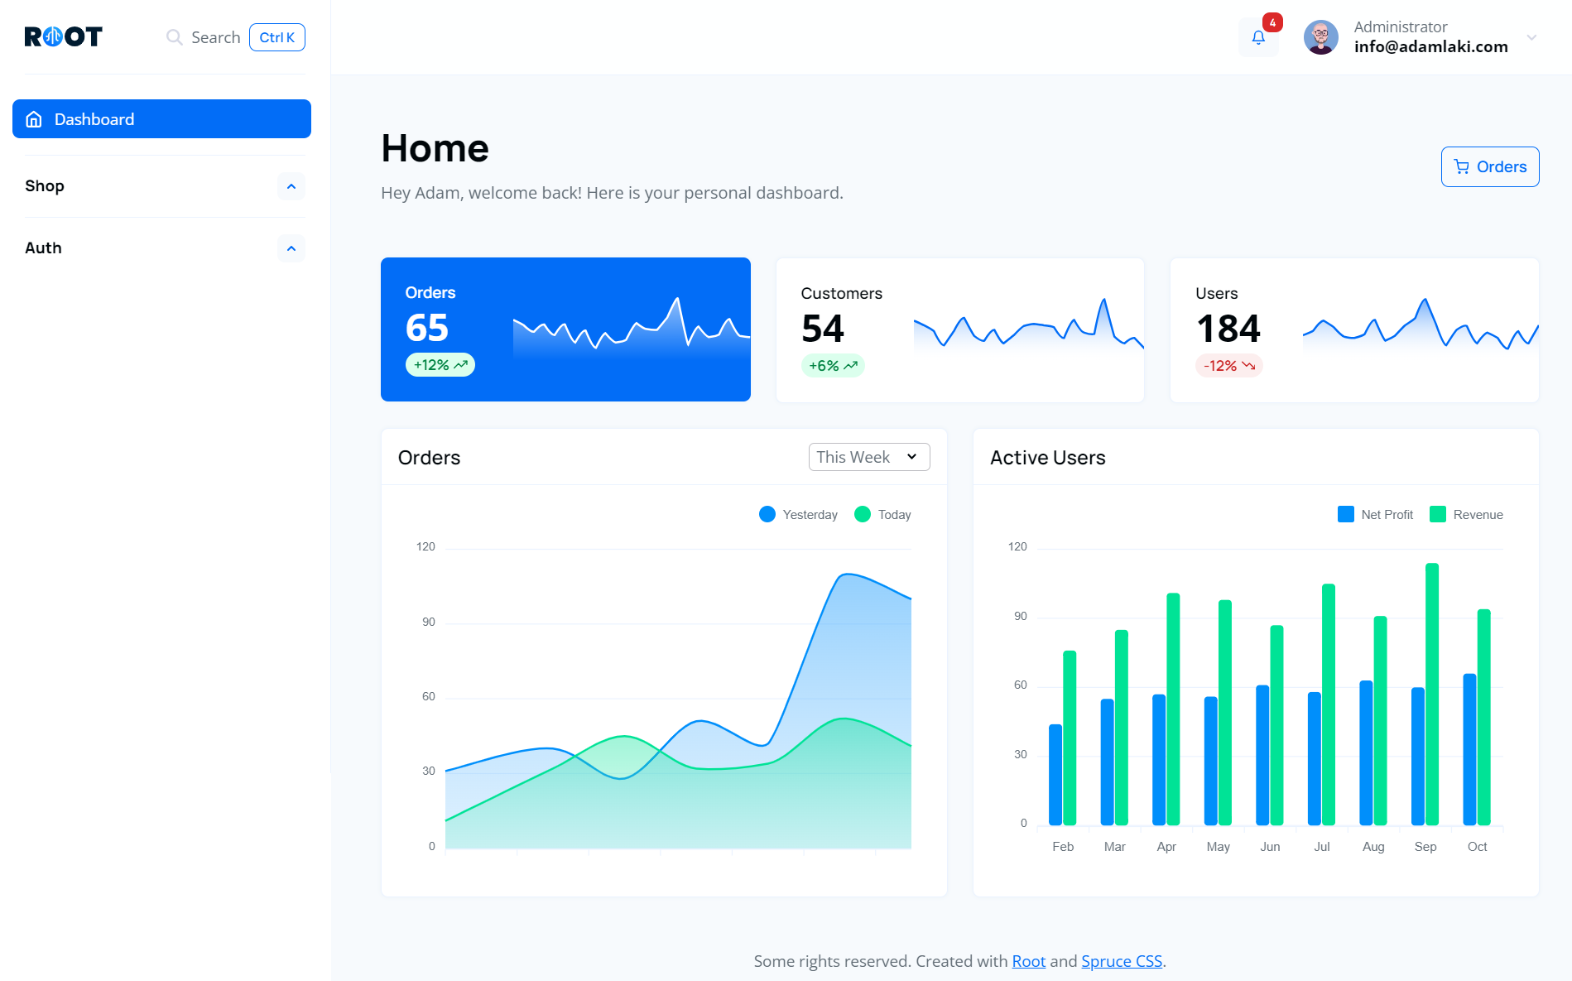 ROOT
Search Ctrl K
4
Administrator
info@adamlaki.com
Dashboard
Shop
Auth
Home
Hey Adam, welcome back! Here is your personal dashboard.
Orders
Orders
65
+12%
Customers
54
+6%
Users
184
-12%
Orders
This Week
Yesterday Today
120
90
60
30
0
Active Users
Net Profit Revenue
120
90
60
30
0
Feb Mar Apr May Jun Jul Aug Sep Oct
Some rights reserved. Created with Root and Spruce CSS.